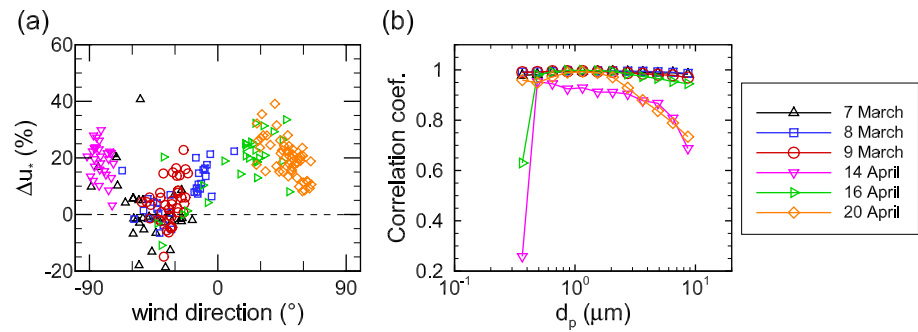 (a)
60
40
20
0
-20
Δu* (%)
-90
0
90
wind direction (°)
(b)
1
0.8
0.6
0.4
0.2
Correlation coef.
10-1
100
101
dp (μm)
7 March
8 March
9 March
14 April
16 April
20 April